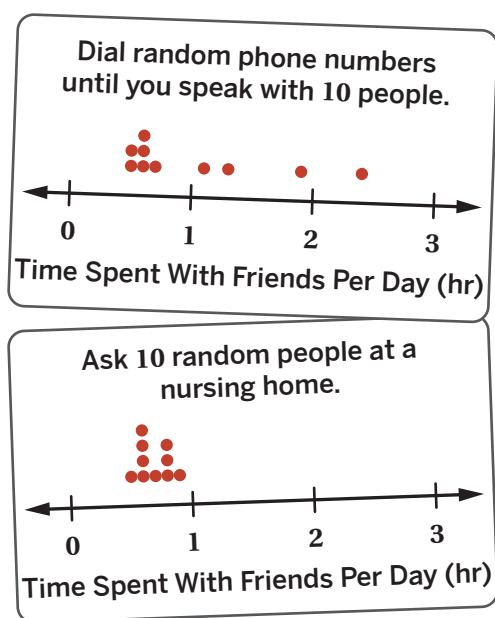 Dial random phone numbers
until you speak with 10 people.
0 1 2 3
Time Spent With Friends Per Day (hr)
Ask 10 random people at a
nursing home.
0 1 2 3
Time Spent With Friends Per Day (hr)